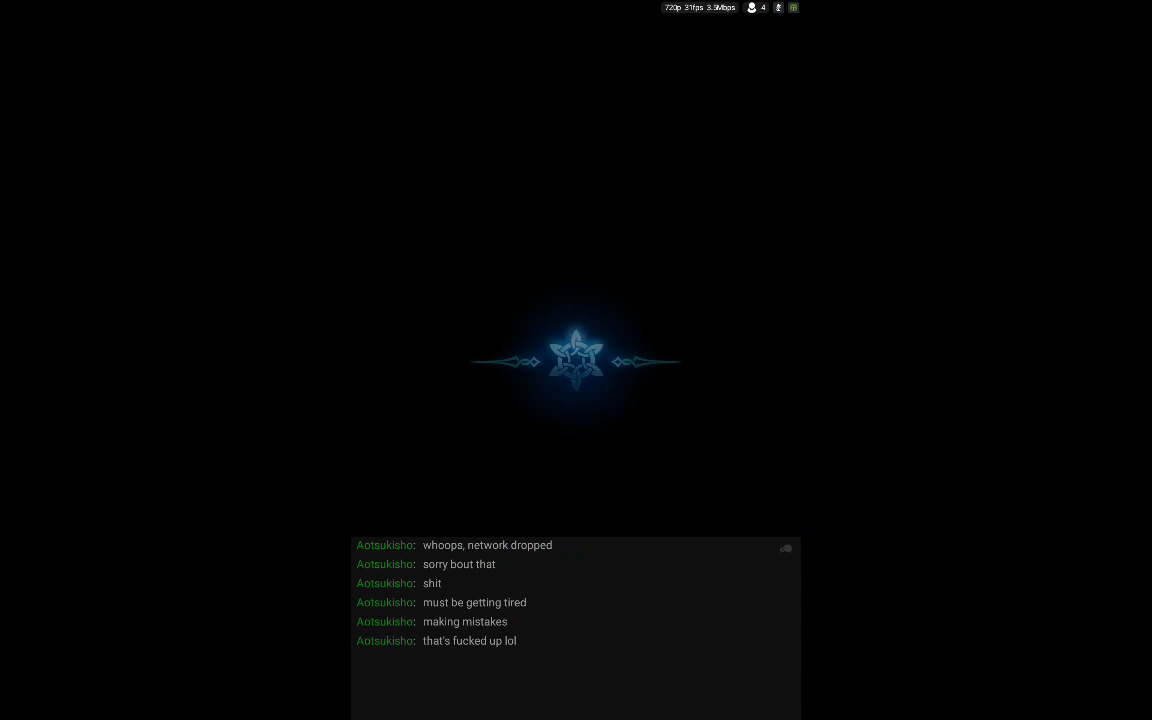 720p 31fps 3.5Mbps 4
Aotsukisho: whoops, network dropped
Aotsukisho: sorry bout that
Aotsukisho: shit
Aotsukisho: must be getting tired
Aotsukisho: making mistakes
Aotsukisho: that's fucked up lol